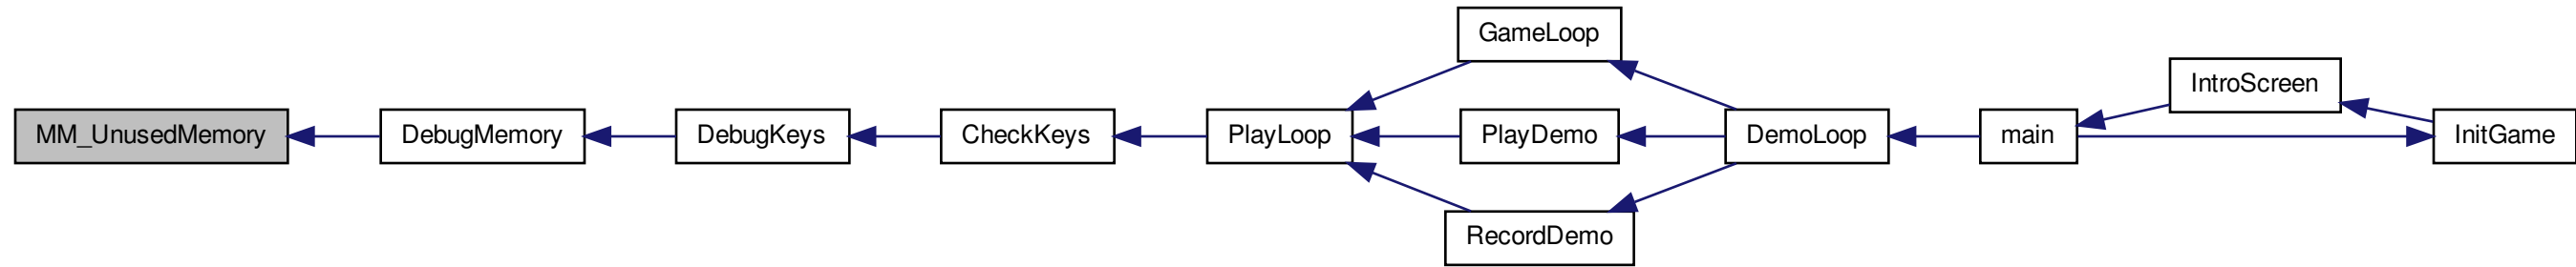 GameLoop
IntroScreen
MM_UnusedMemory
DebugMemory
DebugKeys
CheckKeys
PlayLoop
PlayDemo
DemoLoop
main
InitGame
RecordDemo